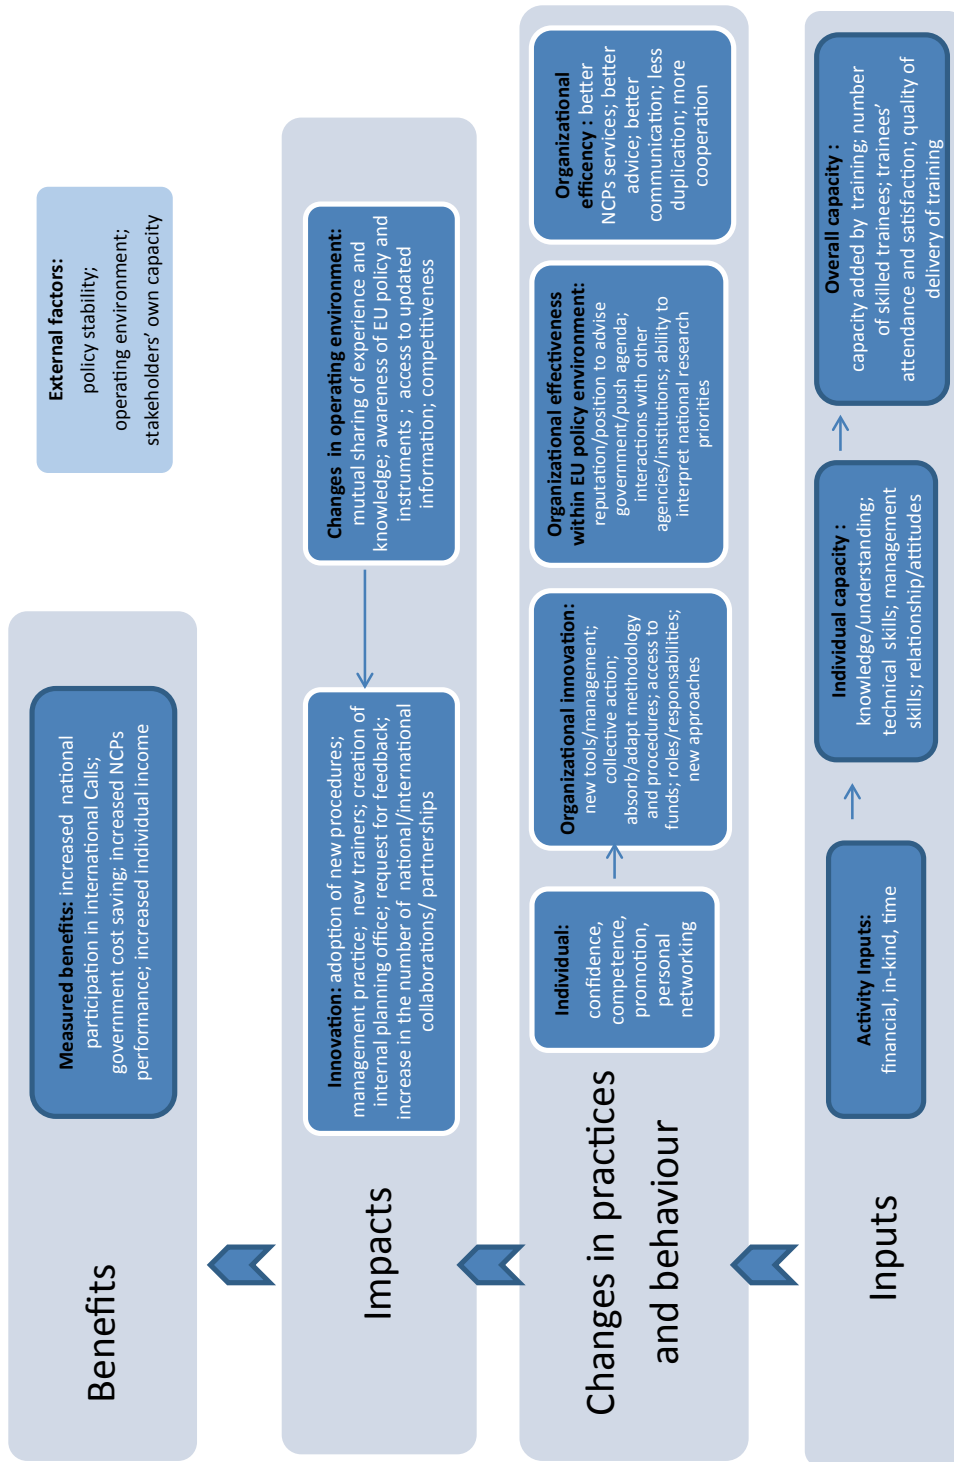 Benefits
Measured benefits: increased national
participation in international Calls;
government cost saving; increased NCPs
performance; increased individual income
External factors:
policy stability;
operating environment;
stakeholders’ own capacity
Impacts
Innovation: adoption of new procedures;
management practice; new trainers; creation of
internal planning office; request for feedback;
increase in the number of national/international
collaborations/ partnerships
Changes in operating environment:
mutual sharing of experience and
knowledge; awareness of EU policy and
instruments ; access to updated
information; competitiveness
Changes in practices
and behaviour
Individual:
confidence,
competence,
promotion,
personal
networking
Organizational innovation:
new tools/management;
collective action;
absorb/adapt methodology
and procedures; access to
funds; roles/responsabilities;
new approaches
Organizational effectiveness
within EU policy environment:
reputation/position to advise
government/push agenda;
interactions with other
agencies/institutions; ability to
interpret national research
priorities
Organizational
efficency : better
NCPs services; better
advice; better
communication; less
duplication; more
cooperation
Inputs
Activity Inputs:
financial, in-kind, time
Individual capacity :
knowledge/understanding;
technical skills; management
skills; relationship/attitudes
Overall capacity :
capacity added by training; number
of skilled trainees; trainees’
attendance and satisfaction; quality of
delivery of training